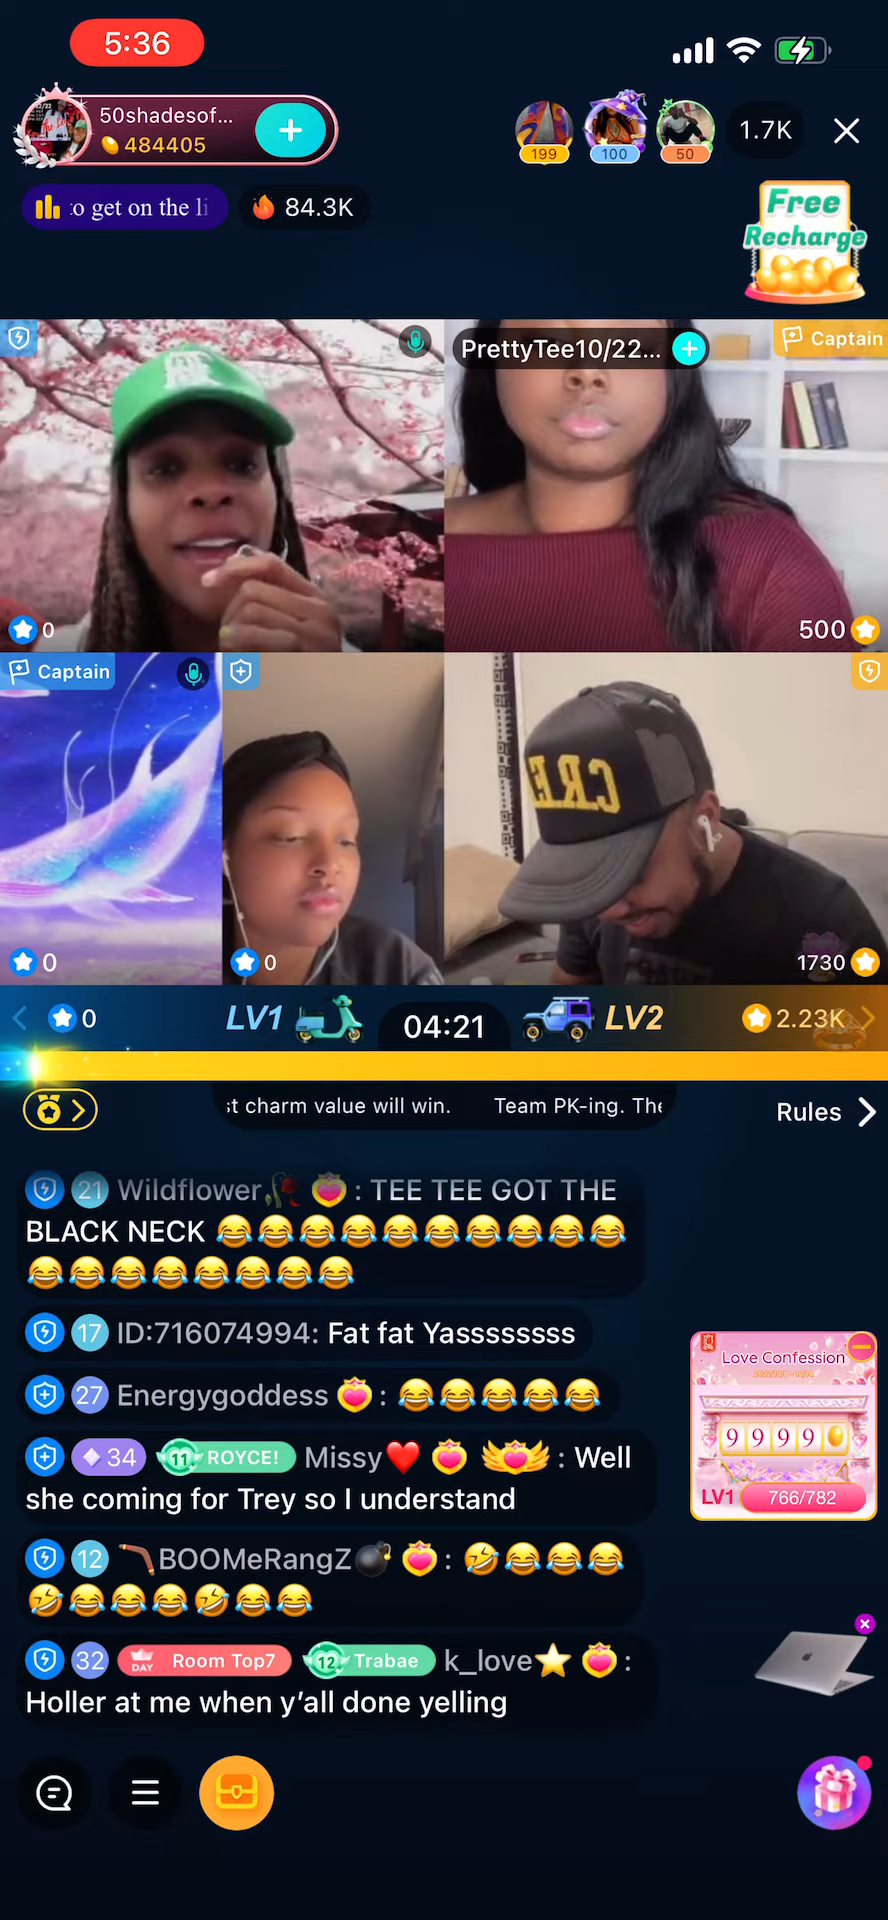 5:36
50shadesof...
484405
199
100
50
1.7K
to get on the li
84.3K
Free
Recharge
PrettyTee10/22...
Captain
0
500
Captain
CRE
0
0
1730
0
LV1
04:21
LV2
2.23K
st charm value will win. Team PK-ing. The
Rules
21 Wildflower🥀 : TEE TEE GOT THE
BLACK NECK 😂😂😂😂😂😂😂😂😂😂
😂😂😂😂😂😂😂😂
17 ID:716074994: Fat fat Yassssssss
27 Energygoddess : 😂😂😂😂😂
34 11 ROYCE! Missy❤️ : Well
she coming for Trey so I understand
12 🪃BOOMeRangZ💣 : 🤣😂😂😂
🤣😂😂😂🤣😂😂
32 DAY Room Top7 12 Trabae k_love⭐ :
Holler at me when y’all done yelling
Love Confession
9 9 9 9
LV1 766/782